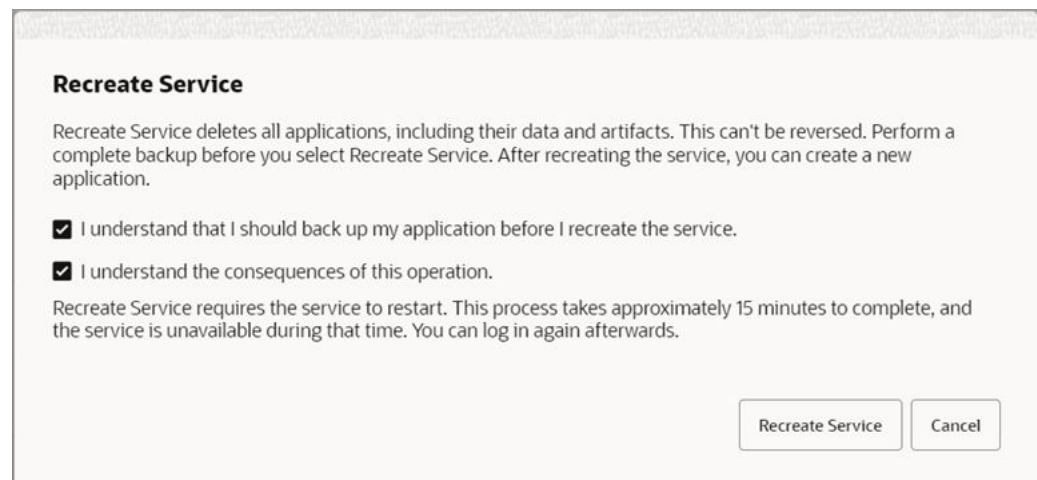 Recreate Service
Recreate Service deletes all applications, including their data and artifacts. This can't be reversed. Perform a
complete backup before you select Recreate Service. After recreating the service, you can create a new
application.
I understand that I should back up my application before I recreate the service.
I understand the consequences of this operation.
Recreate Service requires the service to restart. This process takes approximately 15 minutes to complete, and
the service is unavailable during that time. You can log in again afterwards.
Recreate Service Cancel